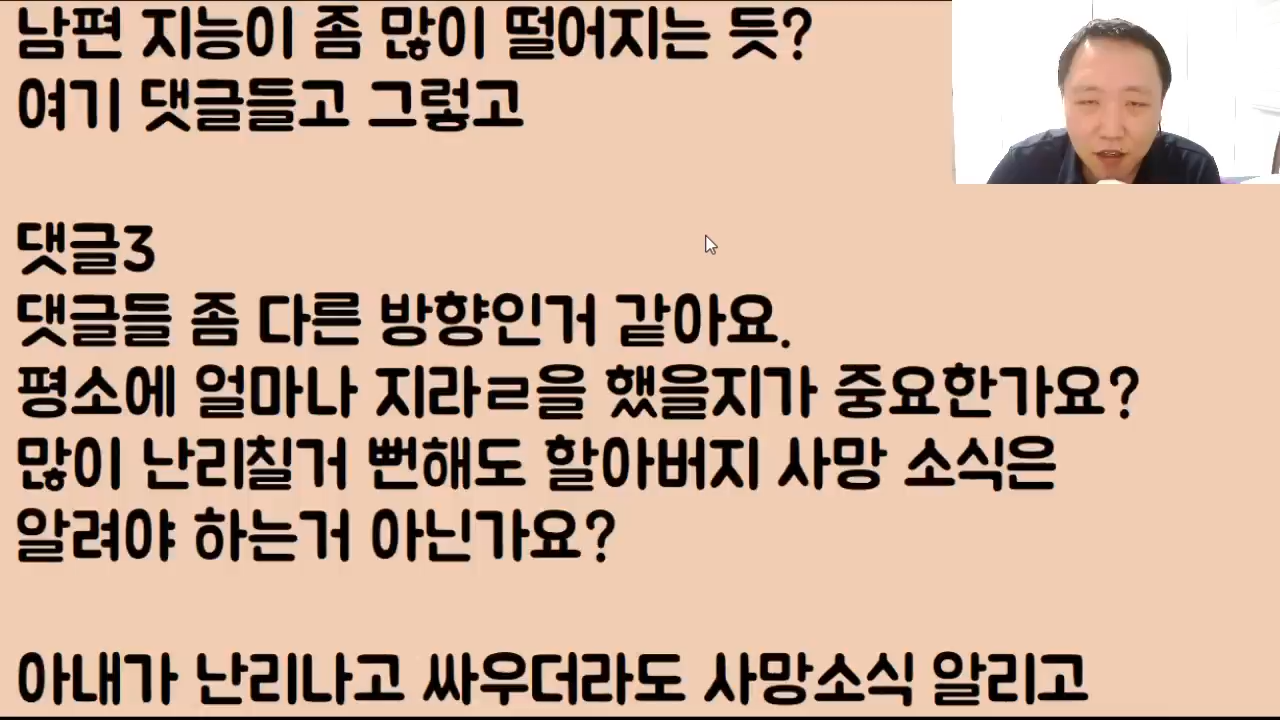 남편 지능이 좀 많이 떨어지는 듯?
여기 댓글들고 그렇고
댓글3
댓글들 좀 다른 방향인거 같아요.
평소에 얼마나 지라ㄹ을 했을지가 중요한가요?
많이 난리칠거 뻔해도 할아버지 사망 소식은
알려야 하는거 아닌가요?
아내가 난리나고 싸우더라도 사망소식 알리고